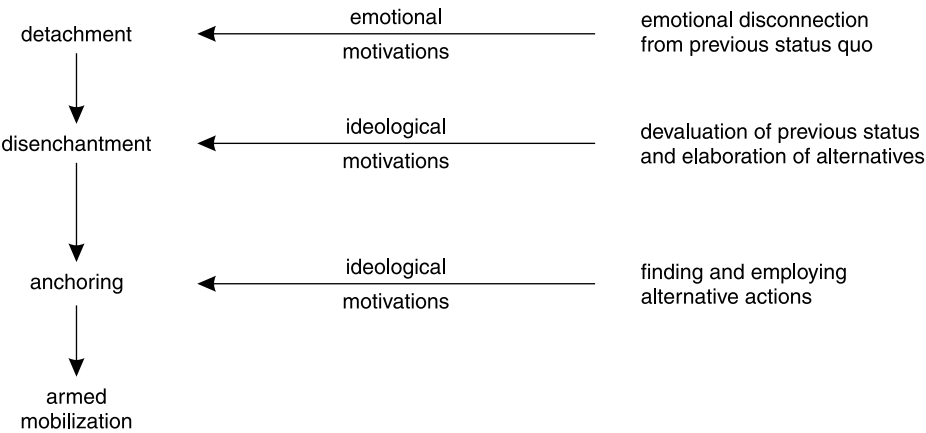 detachment
emotional
motivations
emotional disconnection
from previous status quo
disenchantment
ideological
motivations
devaluation of previous status
and elaboration of alternatives
anchoring
ideological
motivations
finding and employing
alternative actions
armed
mobilization